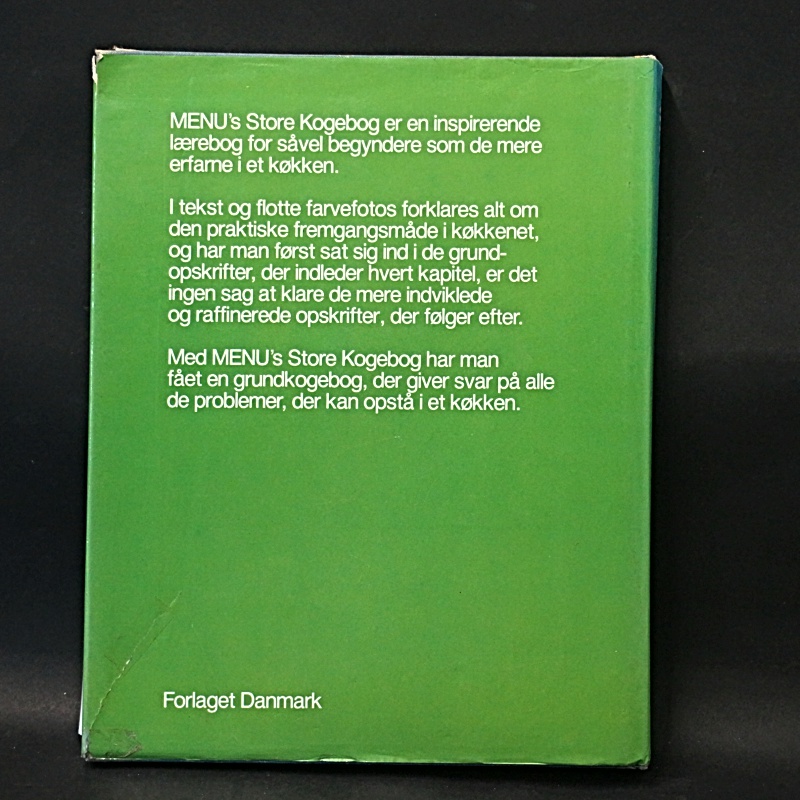 MENU's Store Kogebog er en inspirerende
lærebog for såvel begyndere som de mere
erfarne i et køkken.
I tekst og flotte farvefotos forklares alt om
den praktiske fremgangsmåde i køkkenet,
og har man først sat sig ind i de grund-
opskrifter, der indleder hvert kapitel, er det
ingen sag at klare de mere indviklede
og raffinerede opskrifter, der følger efter.
Med MENU's Store Kogebog har man
fået en grundkogebog, der giver svar på alle
de problemer, der kan opstå i et køkken.
Forlaget Danmark